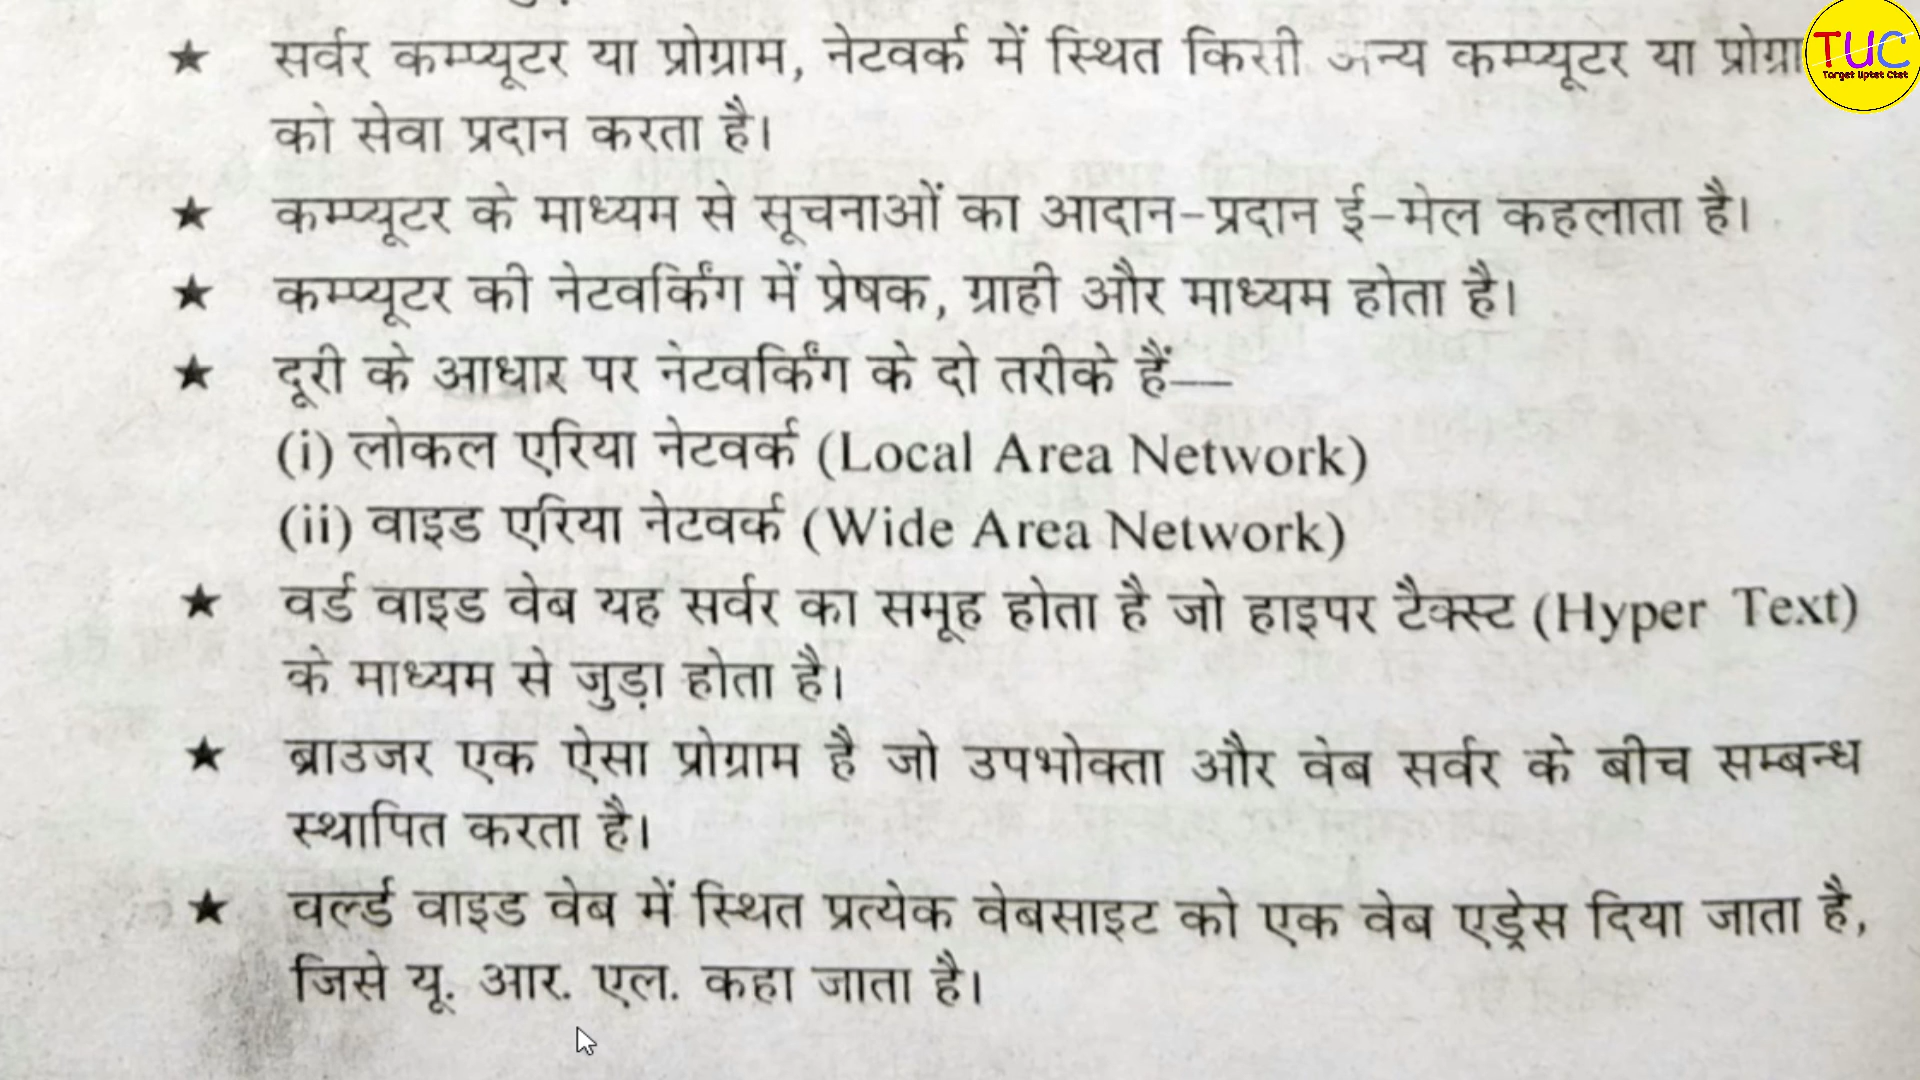 ★ सर्वर कम्प्यूटर या प्रोग्राम, नेटवर्क में स्थित किसी अन्य कम्प्यूटर या
को सेवा प्रदान करता है।
★ कम्प्यूटर के माध्यम से सूचनाओं का आदान-प्रदान ई-मेल कहलाता है।
★ कम्प्यूटर की नेटवर्किंग में प्रेषक, ग्राही और माध्यम होता है।
★ दूरी के आधार पर नेटवर्किंग के दो तरीके हैं—
(i) लोकल एरिया नेटवर्क (Local Area Network)
(ii) वाइड एरिया नेटवर्क (Wide Area Network)
★ वर्ड वाइड वेब यह सर्वर का समूह होता है जो हाइपर टैक्स्ट (Hyper Text)
के माध्यम से जुड़ा होता है।
★ ब्राउजर एक ऐसा प्रोग्राम है जो उपभोक्ता और वेब सर्वर के बीच सम्बन्ध
स्थापित करता है।
★ वर्ल्ड वाइड वेब में स्थित प्रत्येक वेबसाइट को एक वेब एड्रेस दिया जाता है,
जिसे यू. आर. एल. कहा जाता है।
TUC
Target Uptet Ctet